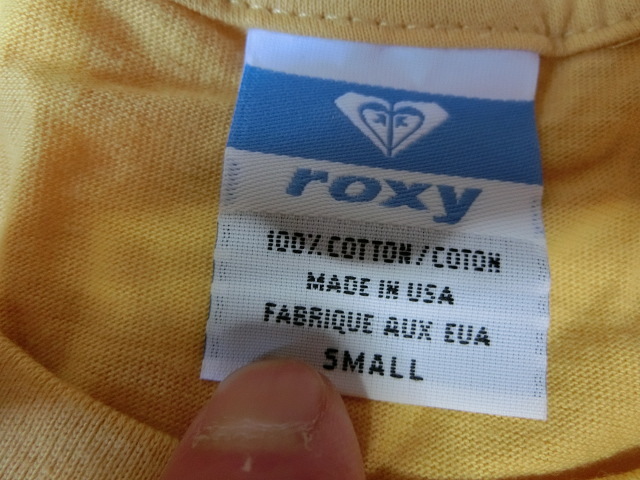 roxy
100% COTTON / COTON
MADE IN USA
FABRIQUE AUX EUA
SMALL